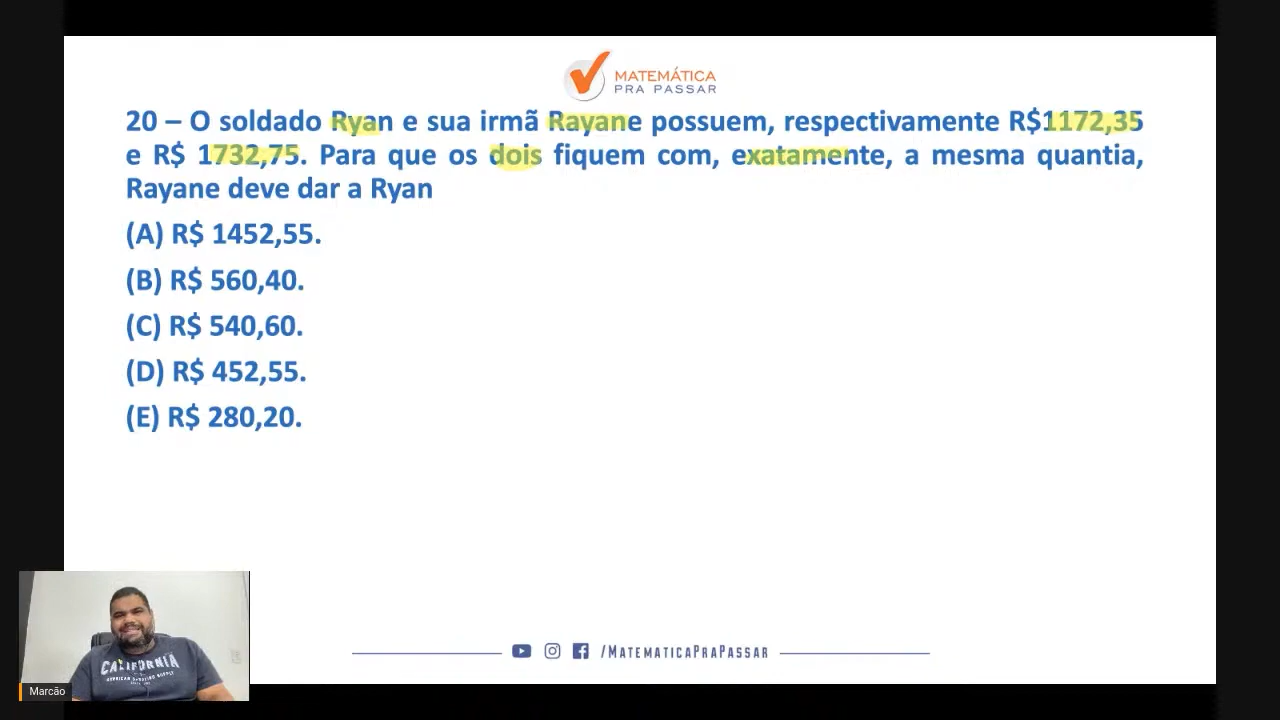 MATEMÁTICA
PRA PASSAR
20 – O soldado Ryan e sua irmã Rayane possuem, respectivamente R$1172,35
e R$ 1732,75. Para que os dois fiquem com, exatamente, a mesma quantia,
Rayane deve dar a Ryan
(A) R$ 1452,55.
(B) R$ 560,40.
(C) R$ 540,60.
(D) R$ 452,55.
(E) R$ 280,20.
/MATEMATICAPRAPASSAR
CALIFORNIA
Marcão